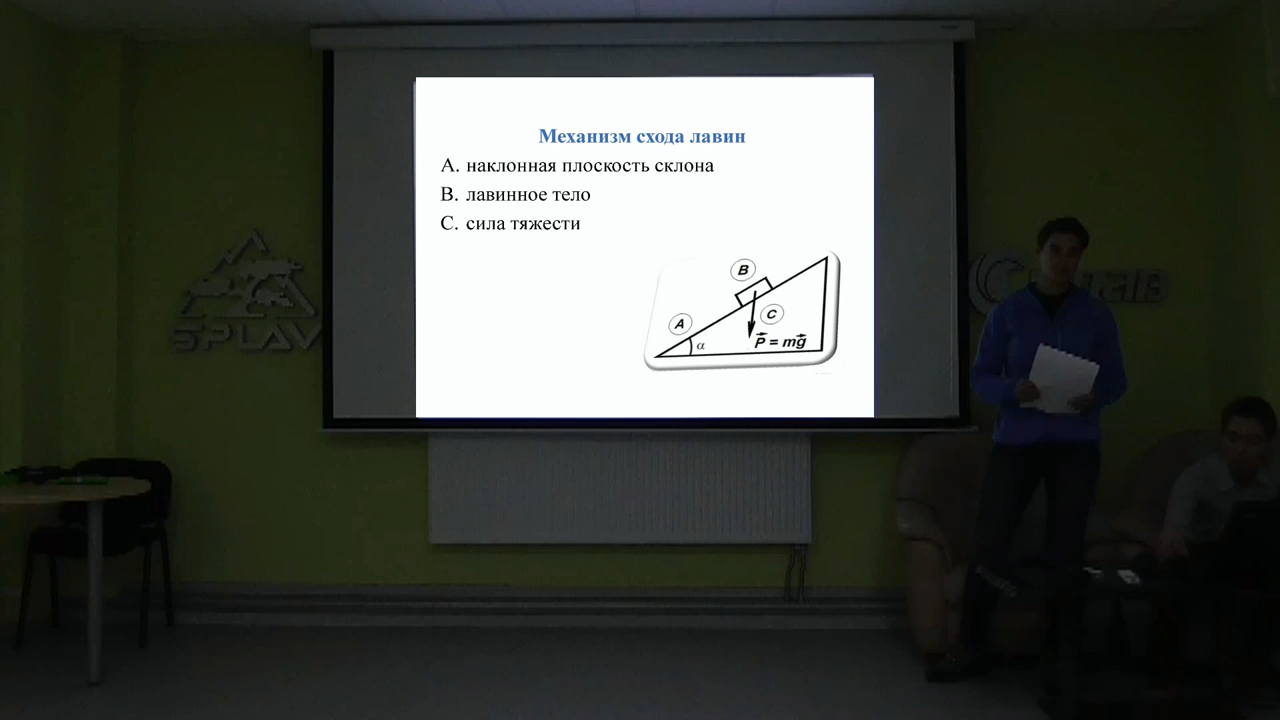 Механизм схода лавин
A. наклонная плоскость склона
B. лавинное тело
C. сила тяжести
B
A
C
α
P = mg
SPLAV